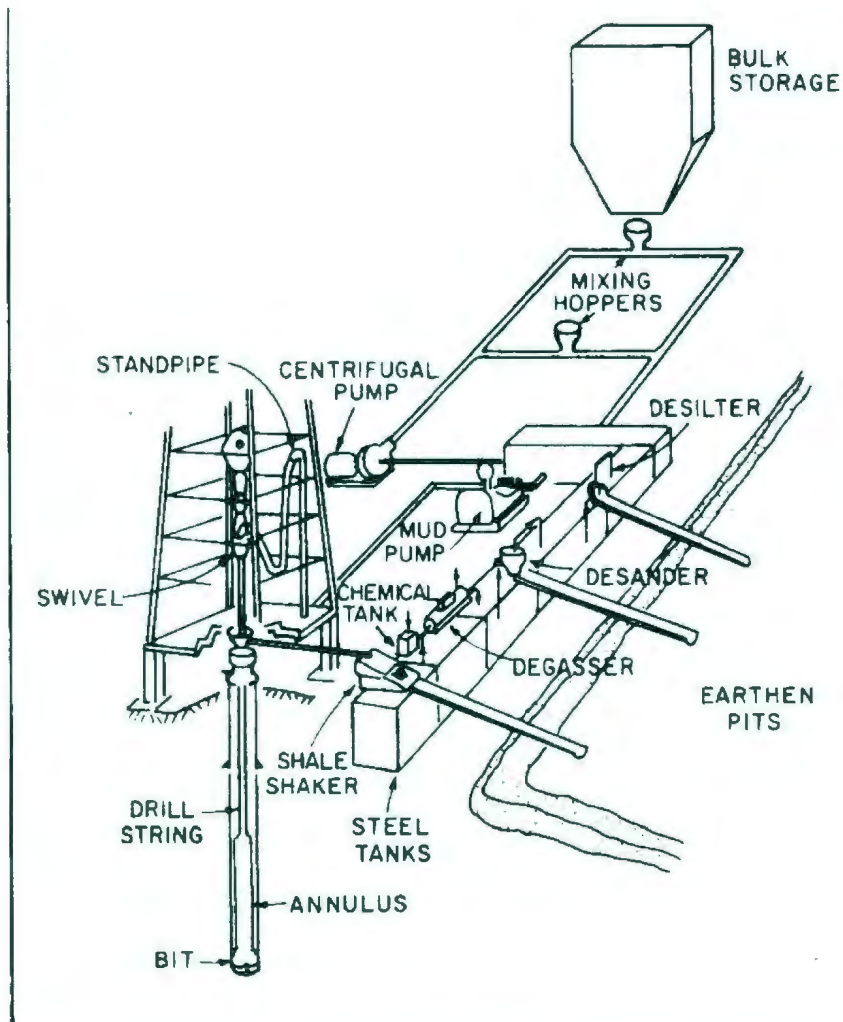 BULK
STORAGE
MIXING
HOPPERS
STANDPIPE
CENTRIFUGAL
PUMP
DESILTER
MUD
PUMP
DESANDER
SWIVEL
CHEMICAL
TANK
DEGASSER
EARTHEN
PITS
SHALE
SHAKER
DRILL
STRING
STEEL
TANKS
ANNULUS
BIT